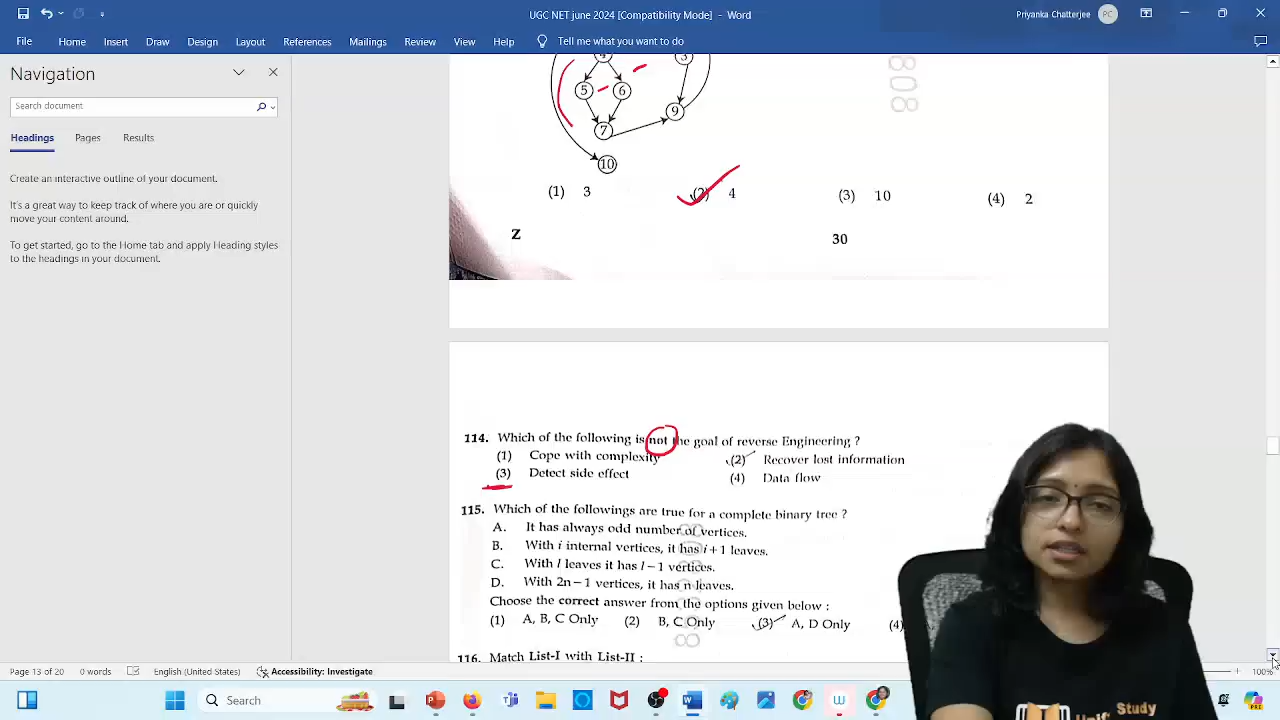 UGC NET june 2024 [Compatibility Mode] - Word
Priyanka Chatterjee
PC
File Home Insert Draw Design Layout References Mailings Review View Help Tell me what you want to do
Navigation
Search document
Headings Pages Results
Create an interactive outline of your document.
It's a great way to keep track of where you are or quickly
move your content around.
To get started, go to the Home tab and apply Heading styles
to the headings in your document.
5 6
9
7
10
(1) 3 (2) 4 (3) 10 (4) 2
Z 30
808
114. Which of the following is not the goal of reverse Engineering ?
(1) Cope with complexity (2) Recover lost information
(3) Detect side effect (4) Data flow
115. Which of the followings are true for a complete binary tree ?
A. It has always odd number of vertices.
B. With i internal vertices, it has i+1 leaves.
C. With l leaves it has l-1 vertices.
D. With 2n-1 vertices, it has n leaves.
Choose the correct answer from the options given below :
(1) A, B, C Only (2) B, C Only (3) A, D Only (4)
116. Match List-I with List-II :
Page 13 of 20 0 words English (United States) Accessibility: Investigate 100%
Search
Study